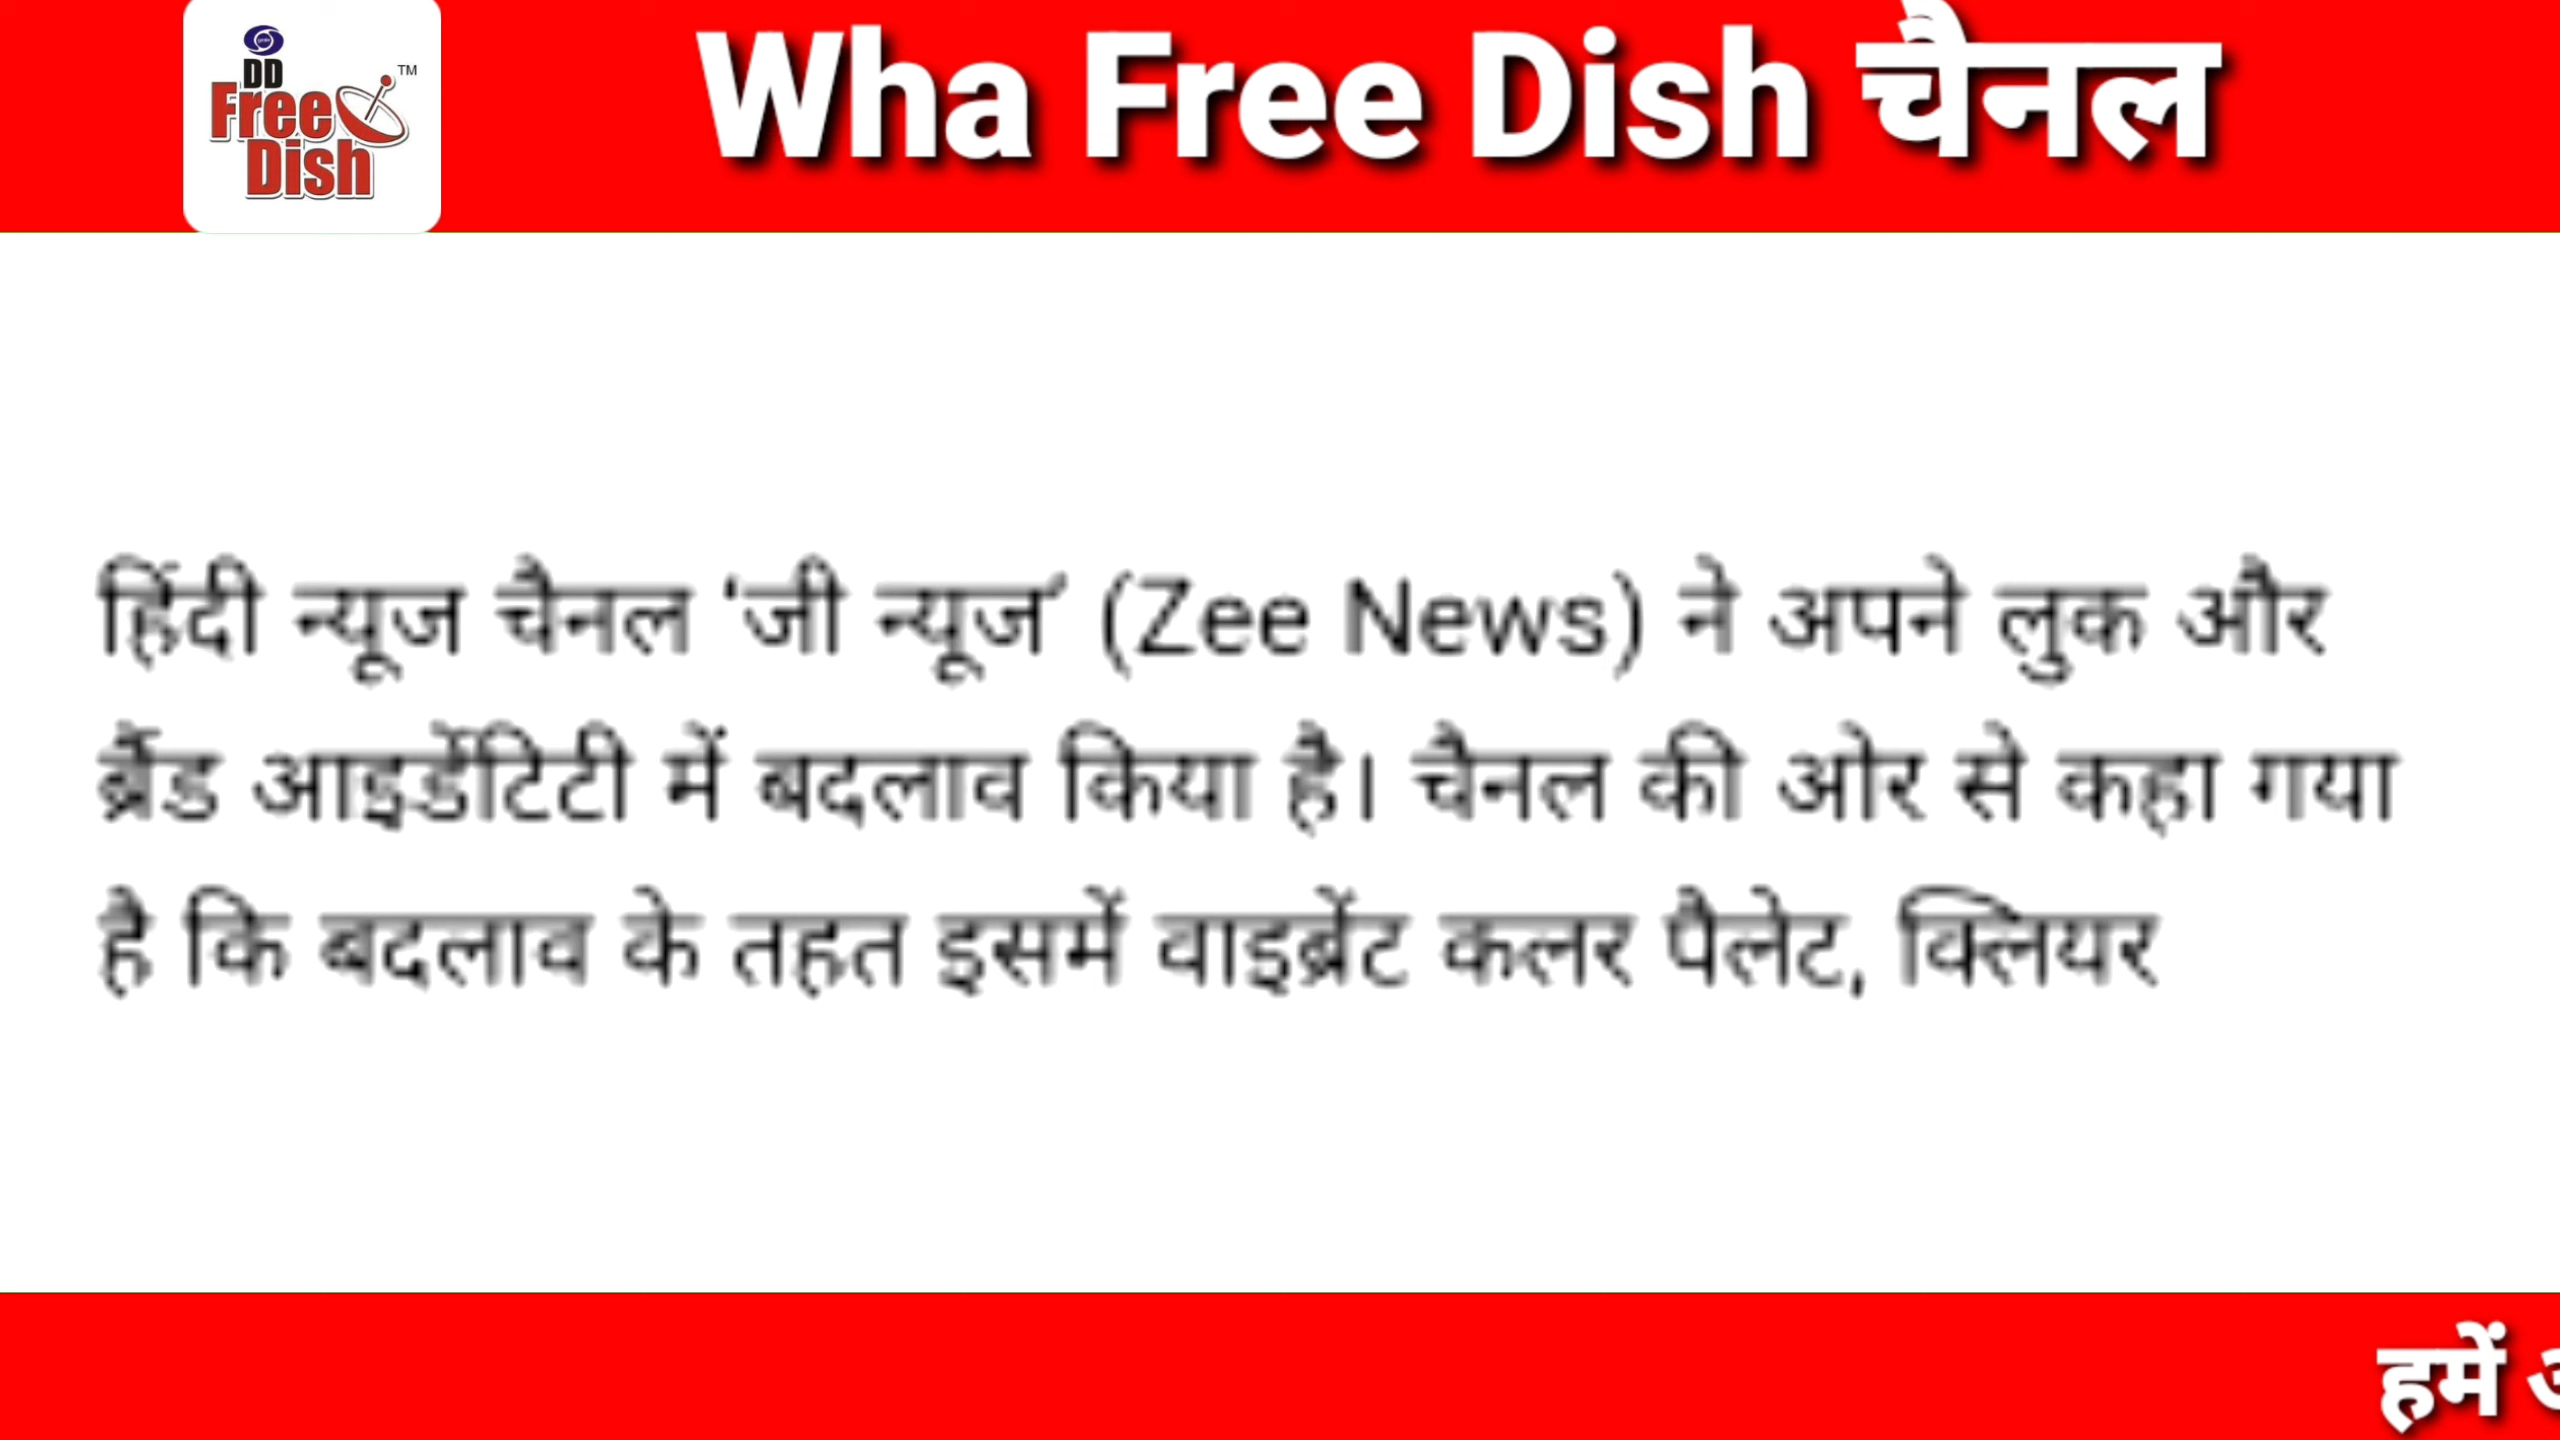 DD
Free
Dish
TM
Wha Free Dish चैनल
हिंदी न्यूज चैनल 'जी न्यूज' (Zee News) ने अपने लुक और
ब्रैंड आइडेंटिटी में बदलाव किया है। चैनल की ओर से कहा गया
है कि बदलाव के तहत इसमें वाइब्रेंट कलर पैलेट, क्लियर
हमें